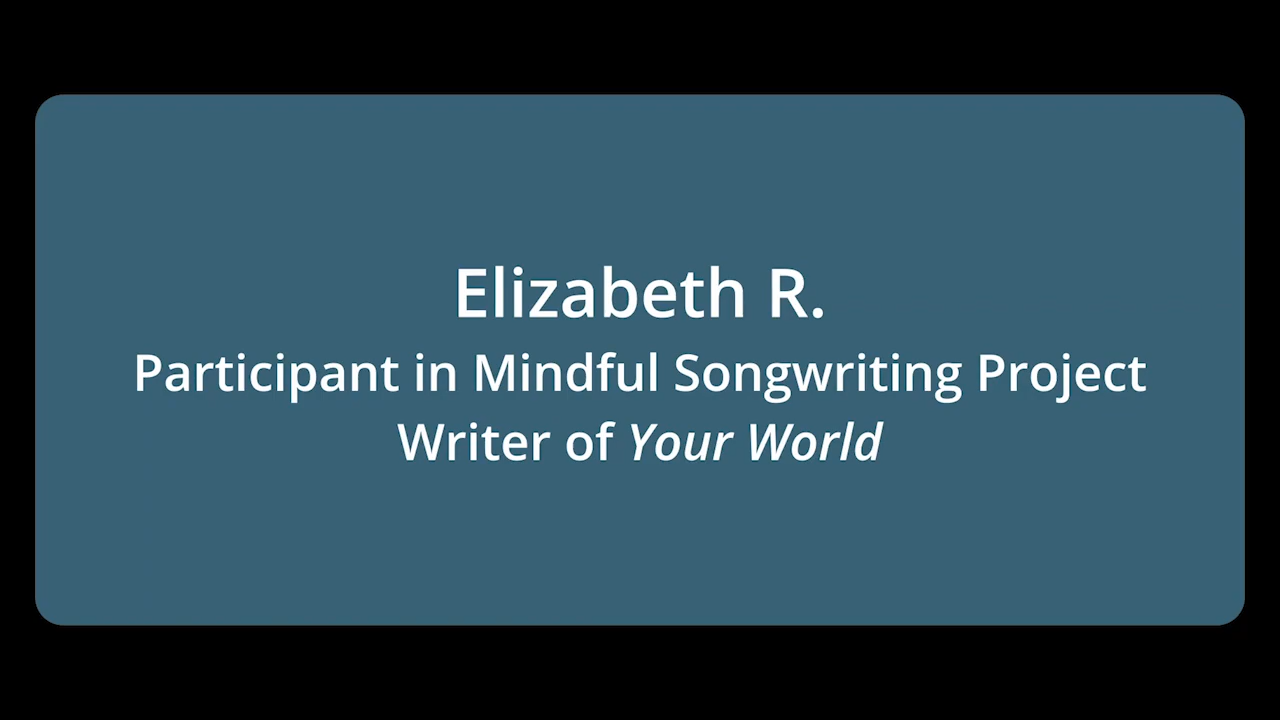 Elizabeth R.
Participant in Mindful Songwriting Project
Writer of Your World